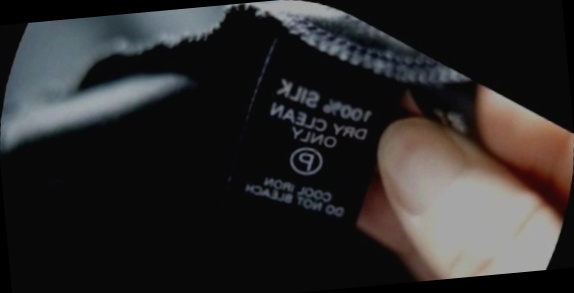 100% SILK
DRY CLEAN
ONLY
P
COOL IRON
DO NOT BLEACH